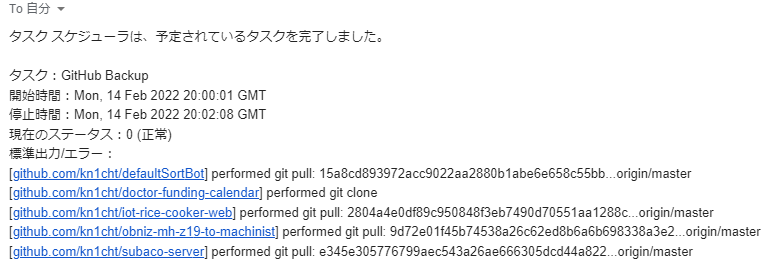 To 自分
タスク スケジューラは、予定されているタスクを完了しました。
タスク：GitHub Backup
開始時間：Mon, 14 Feb 2022 20:00:01 GMT
停止時間：Mon, 14 Feb 2022 20:02:08 GMT
現在のステータス：0 (正常)
標準出力/エラー：
[github.com/kn1cht/defaultSortBot] performed git pull: 15a8cd893972acc9022aa2880b1abe6e658c55bb...origin/master
[github.com/kn1cht/doctor-funding-calendar] performed git clone
[github.com/kn1cht/iot-rice-cooker-web] performed git pull: 2804a4e0df89c950848f3eb7490d70551aa1288c...origin/master
[github.com/kn1cht/obniz-mh-z19-to-machinist] performed git pull: 9d72e01f45b74538a26c62ed8b6a6b698338a3e2...origin/master
[github.com/kn1cht/subaco-server] performed git pull: e345e305776799aec543a26ae666305dcd44a822...origin/master